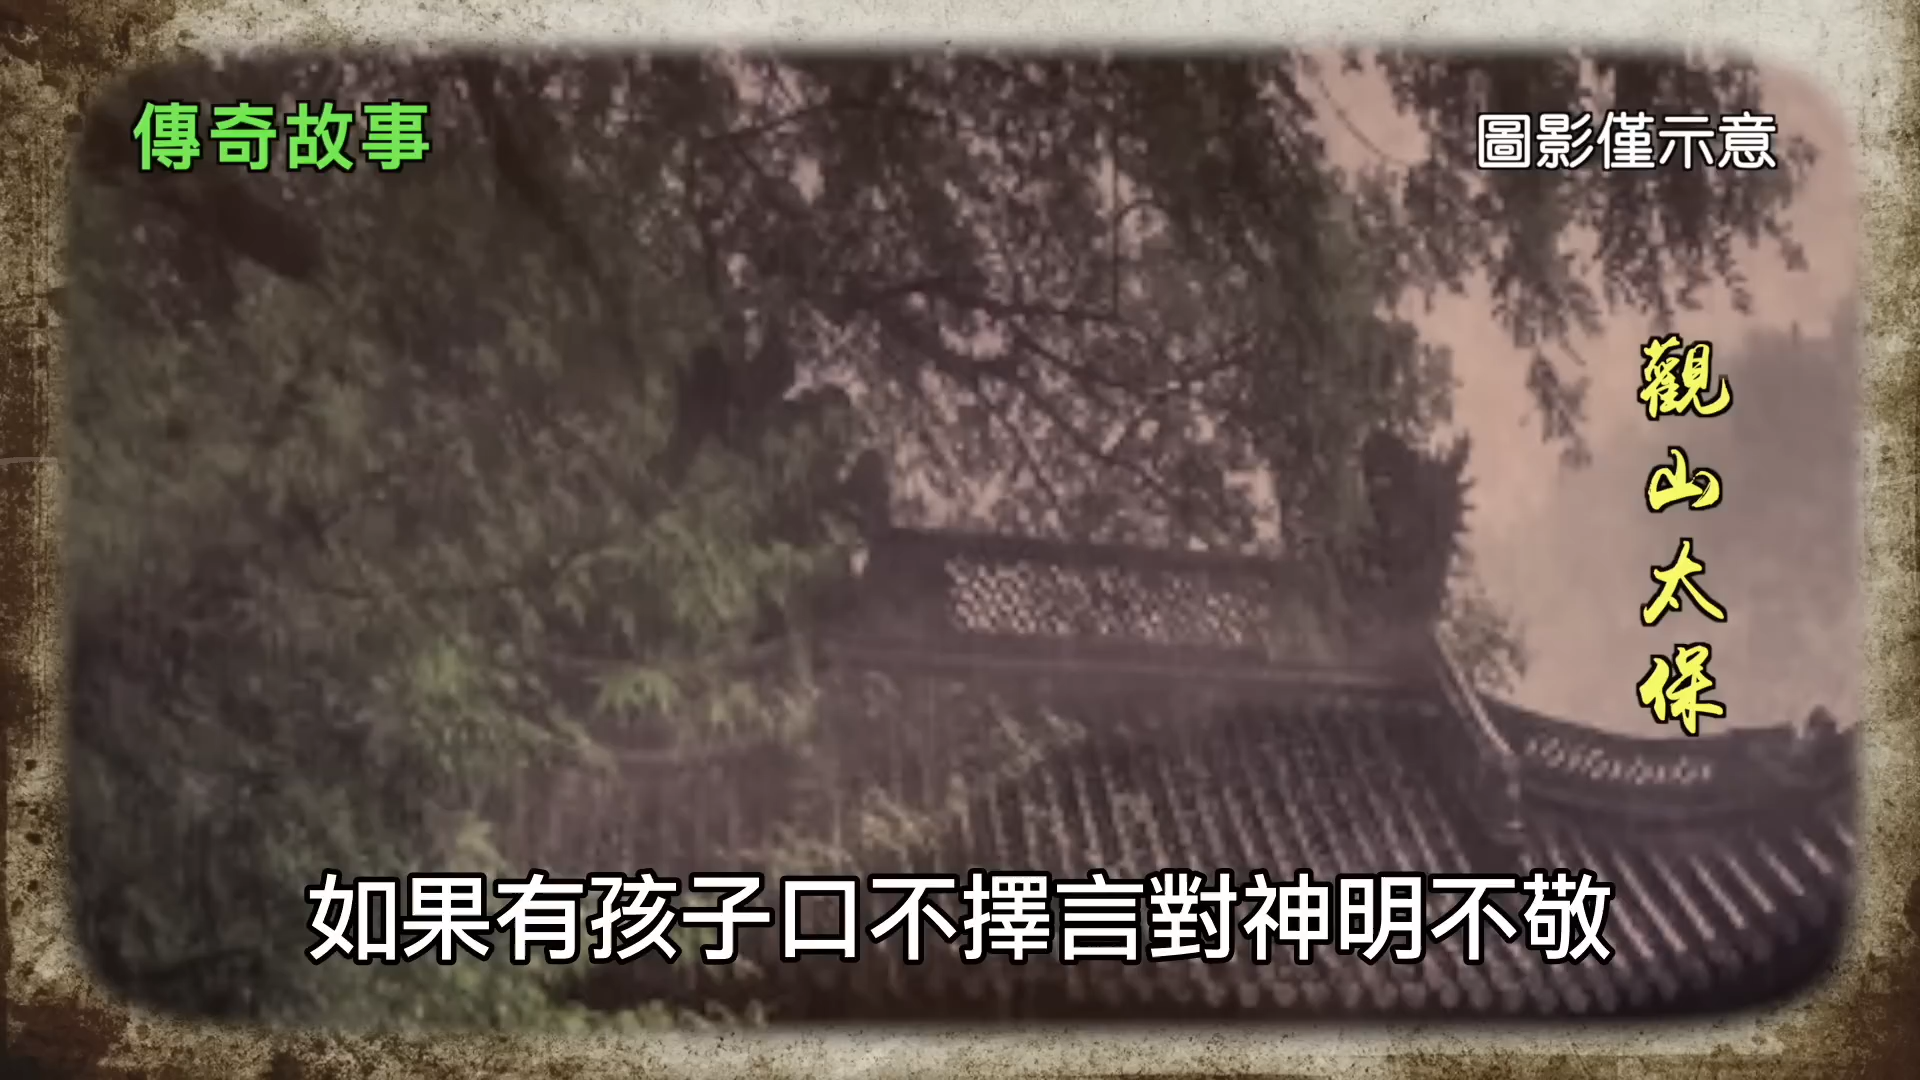 傳奇故事
圖影僅示意
觀山太保
如果有孩子口不擇言對神明不敬